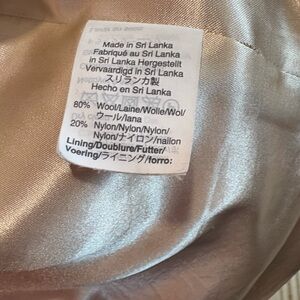 Made in Sri Lanka
Fabriqué au Sri Lanka
in Sri Lanka Hergestellt
Vervaardigd in Sri Lanka
スリランカ製
Hecho en Sri Lanka
80% Wool/Laine/Wolle/Wol/
ウール/lana
20% Nylon/Nylon/Nylon/
Nylon/ナイロン/nailon
Lining/Doublure/Futter/
Voering/ライニング/forro: